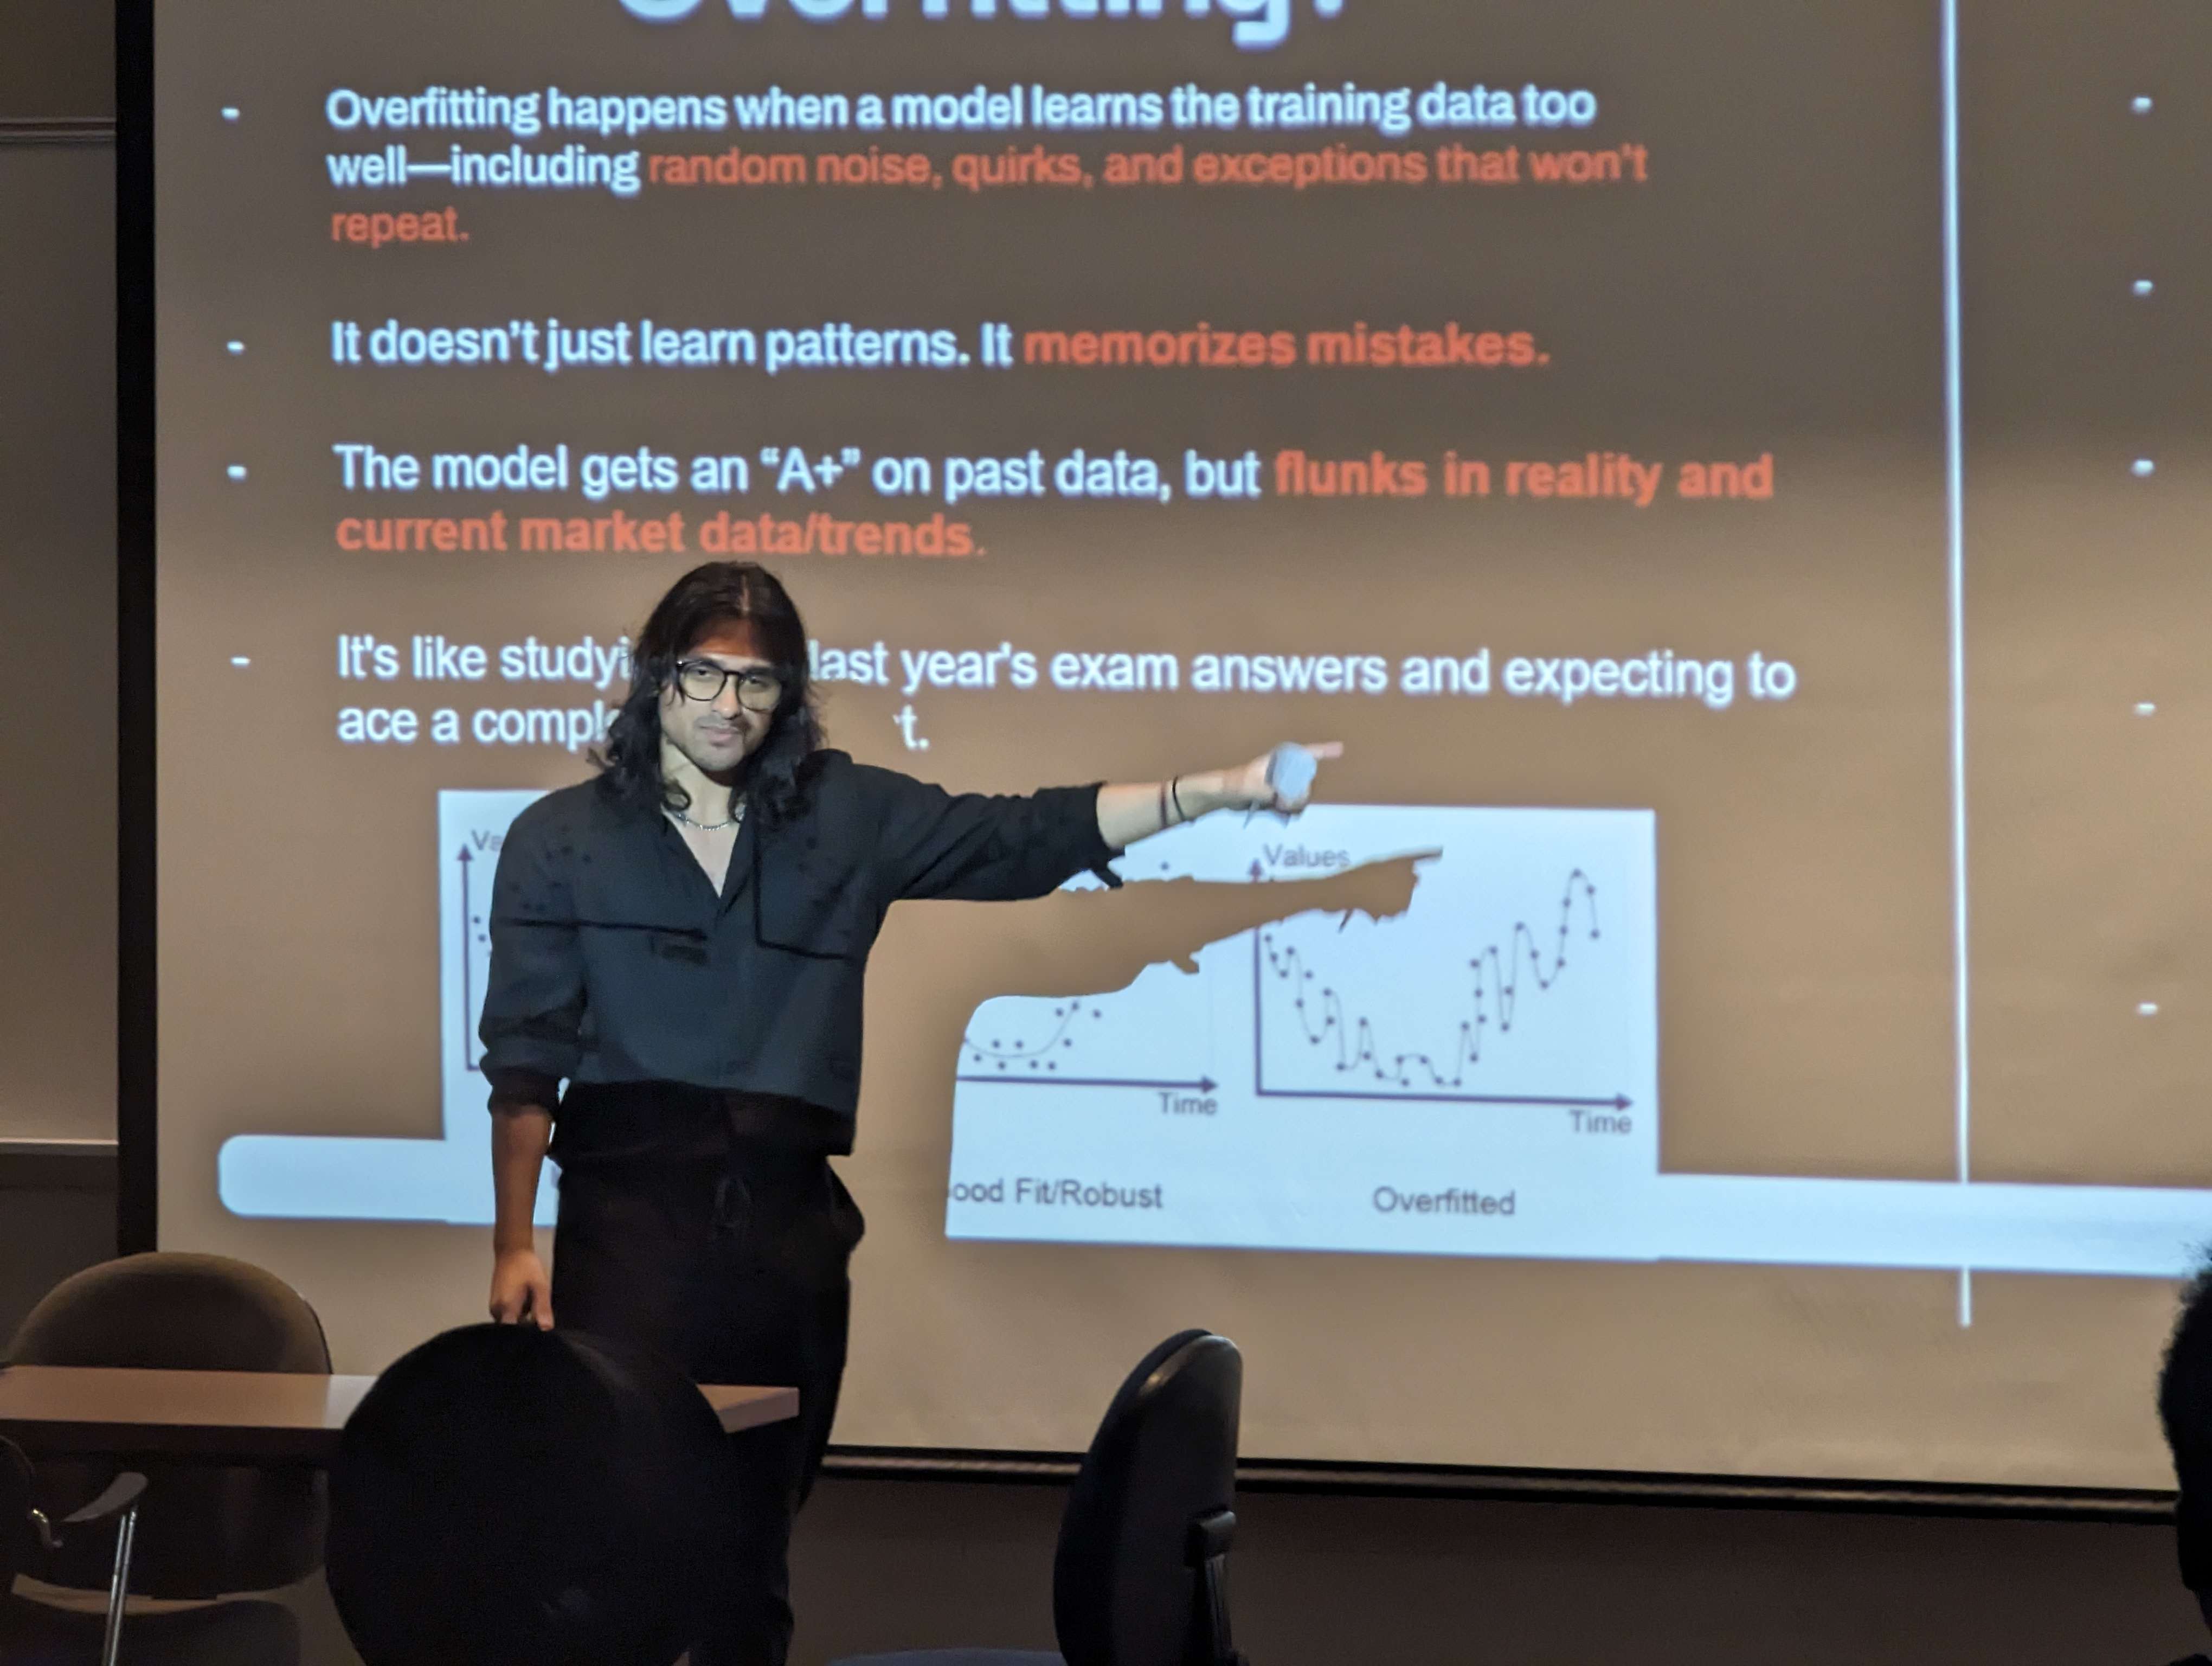 Overfitting?
- Overfitting happens when a model learns the training data too
well—including random noise, quirks, and exceptions that won't
repeat.
- It doesn't just learn patterns. It memorizes mistakes.
- The model gets an “A+” on past data, but flunks in reality and
current market data/trends.
- It's like last year's exam answers and expecting to
ace a
Values
Time
Time
Fit/Robust
Overfitted